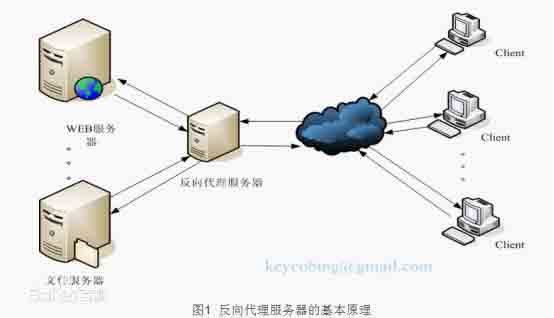 Client
WEB服务
器
Client
反向代理服务器
Client
keycobing@gmail.com
文件服务器
图1 反向代理服务器的基本原理